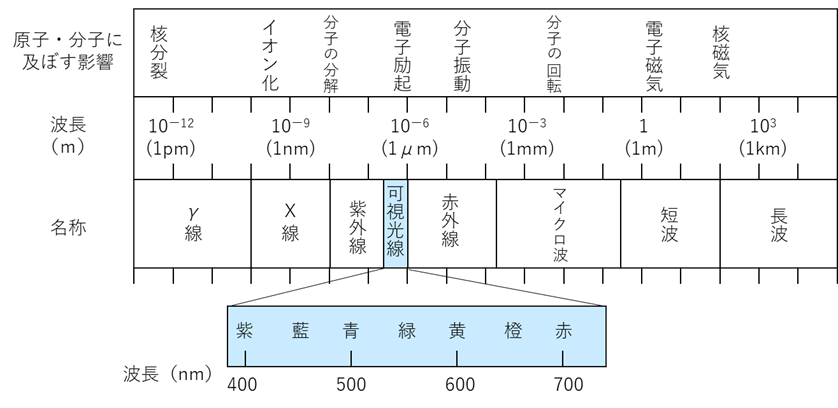 原子・分子に
及ぼす影響
核分裂
イオン化
分子の分解
電子励起
分子振動
分子の回転
電子磁気
核磁気
波長
（m）
10−12
(1pm)
10−9
(1nm)
10−6
(1μm)
10−3
(1mm)
1
(1m)
103
(1km)
名称
γ線
X線
紫外線
可視光線
赤外線
マイクロ波
短波
長波
紫 藍 青 緑 黄 橙 赤
波長（nm）
400 500 600 700